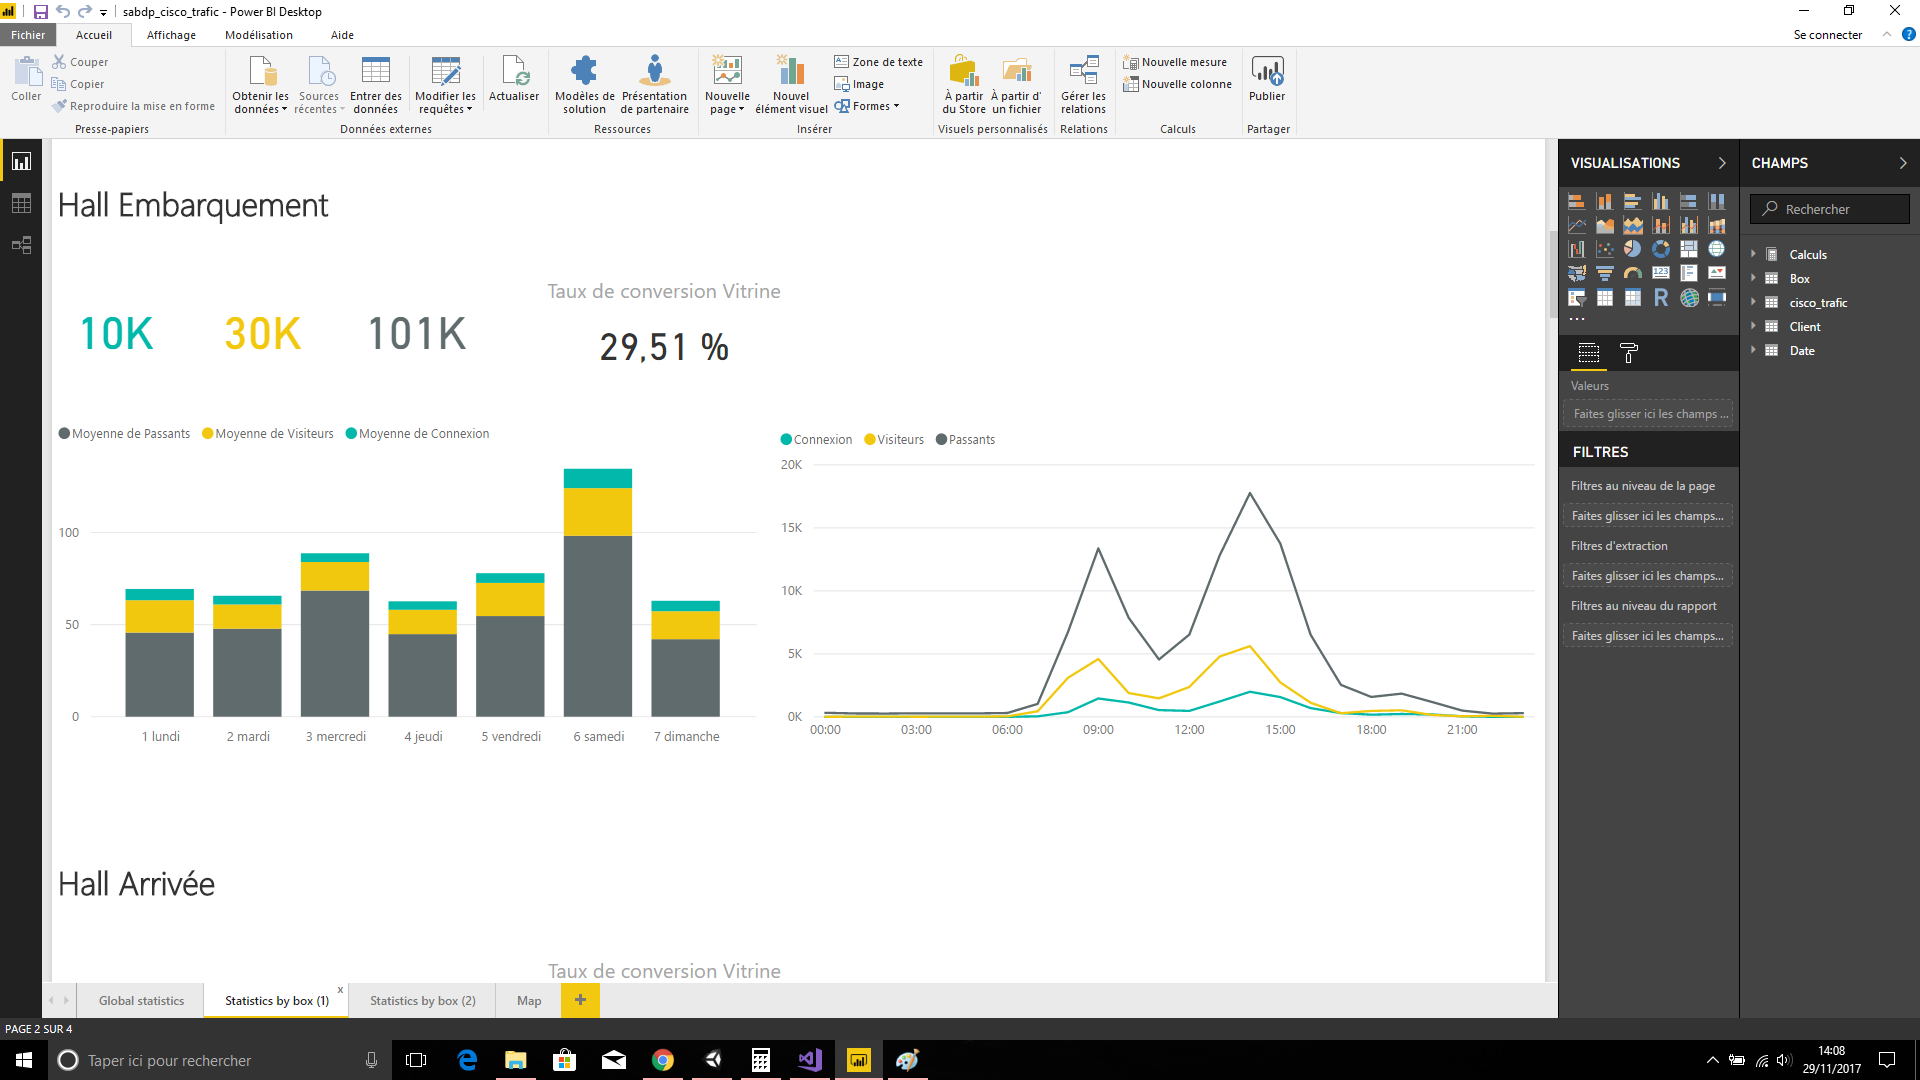 sabdp_cisco_trafic - Power BI Desktop
Fichier
Accueil
Affichage
Modélisation
Aide
Se connecter
Coller
Couper
Copier
Reproduire la mise en forme
Presse-papiers
Obtenir les
données
Sources
récentes
Entrer des
données
Modifier les
requêtes
Actualiser
Données externes
Modèles de
solution
Présentation
de partenaire
Ressources
Nouvelle
page
Nouvel
élément visuel
Zone de texte
Image
Formes
Insérer
À partir
du Store
À partir d'
un fichier
Visuels personnalisés
Gérer les
relations
Relations
Nouvelle mesure
Nouvelle colonne
Calculs
Publier
Partager
Hall Embarquement
10K
30K
101K
Taux de conversion Vitrine
29,51 %
Moyenne de Passants
Moyenne de Visiteurs
Moyenne de Connexion
100
50
0
1 lundi
2 mardi
3 mercredi
4 jeudi
5 vendredi
6 samedi
7 dimanche
Connexion
Visiteurs
Passants
20K
15K
10K
5K
0K
00:00
03:00
06:00
09:00
12:00
15:00
18:00
21:00
Hall Arrivée
Taux de conversion Vitrine
VISUALISATIONS
123
R
...
Valeurs
Faites glisser ici les champs ...
FILTRES
Filtres au niveau de la page
Faites glisser ici les champs...
Filtres d'extraction
Faites glisser ici les champs...
Filtres au niveau du rapport
Faites glisser ici les champs...
CHAMPS
Rechercher
Calculs
Box
cisco_trafic
Client
Date
Global statistics
Statistics by box (1)
x
Statistics by box (2)
Map
+
PAGE 2 SUR 4
Taper ici pour rechercher
14:08
29/11/2017